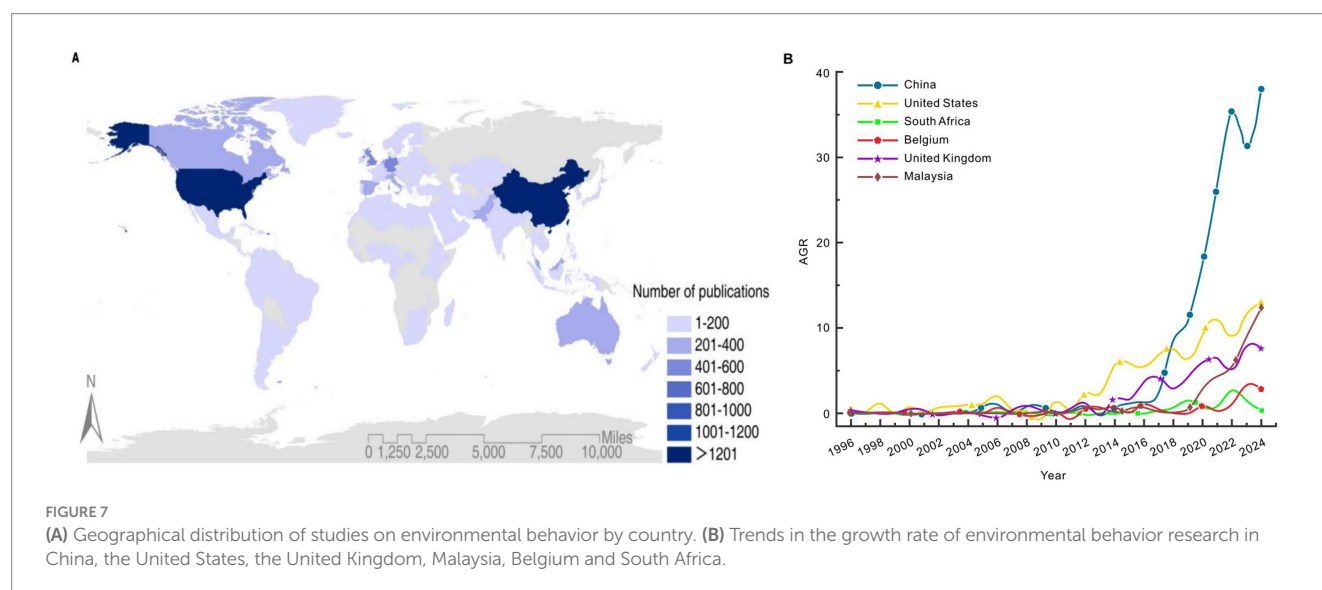 A
N
Miles
0 1,250 2,500 5,000 7,500 10,000
Number of publications
1-200
201-400
401-600
601-800
801-1000
1001-1200
>1201
B
40
30
20
10
0
AGR
China
United States
South Africa
Belgium
United Kingdom
Malaysia
1996 1998 2000 2002 2004 2006 2008 2010 2012 2014 2016 2018 2020 2022 2024
Year
FIGURE 7
(A) Geographical distribution of studies on environmental behavior by country. (B) Trends in the growth rate of environmental behavior research in
China, the United States, the United Kingdom, Malaysia, Belgium and South Africa.